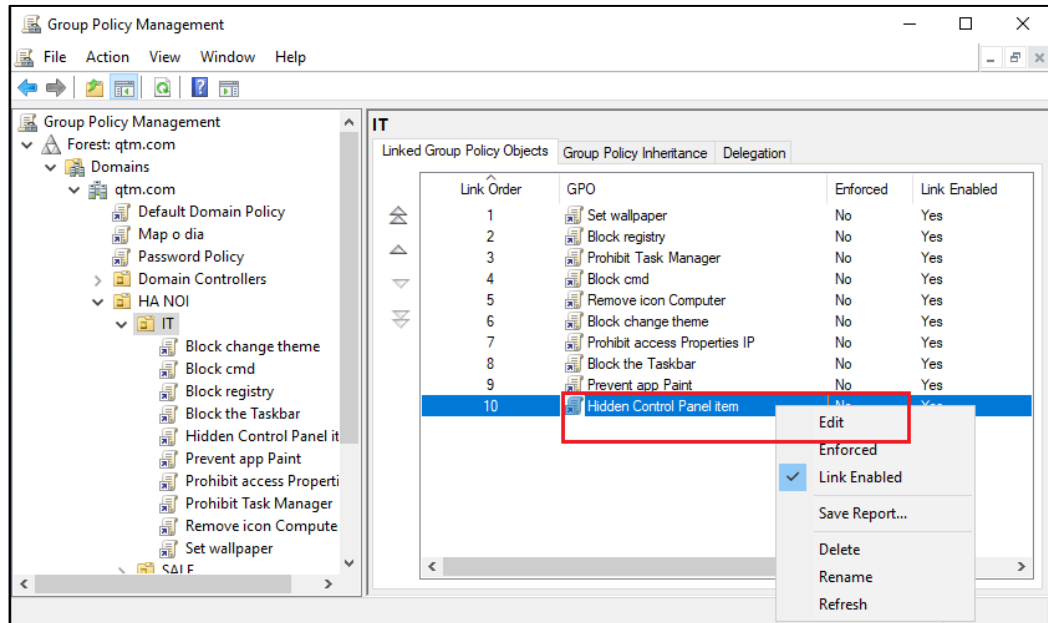 Group Policy Management
File Action View Window Help
Group Policy Management
Forest: qtm.com
Domains
qtm.com
Default Domain Policy
Map o dia
Password Policy
Domain Controllers
HA NOI
IT
Block change theme
Block cmd
Block registry
Block the Taskbar
Hidden Control Panel it
Prevent app Paint
Prohibit access Properti
Prohibit Task Manager
Remove icon Compute
Set wallpaper
SALE
IT
Linked Group Policy Objects Group Policy Inheritance Delegation
Link Order GPO Enforced Link Enabled
1 Set wallpaper No Yes
2 Block registry No Yes
3 Prohibit Task Manager No Yes
4 Block cmd No Yes
5 Remove icon Computer No Yes
6 Block change theme No Yes
7 Prohibit access Properties IP No Yes
8 Block the Taskbar No Yes
9 Prevent app Paint No Yes
10 Hidden Control Panel item No Yes
Edit
Enforced
Link Enabled
Save Report...
Delete
Rename
Refresh